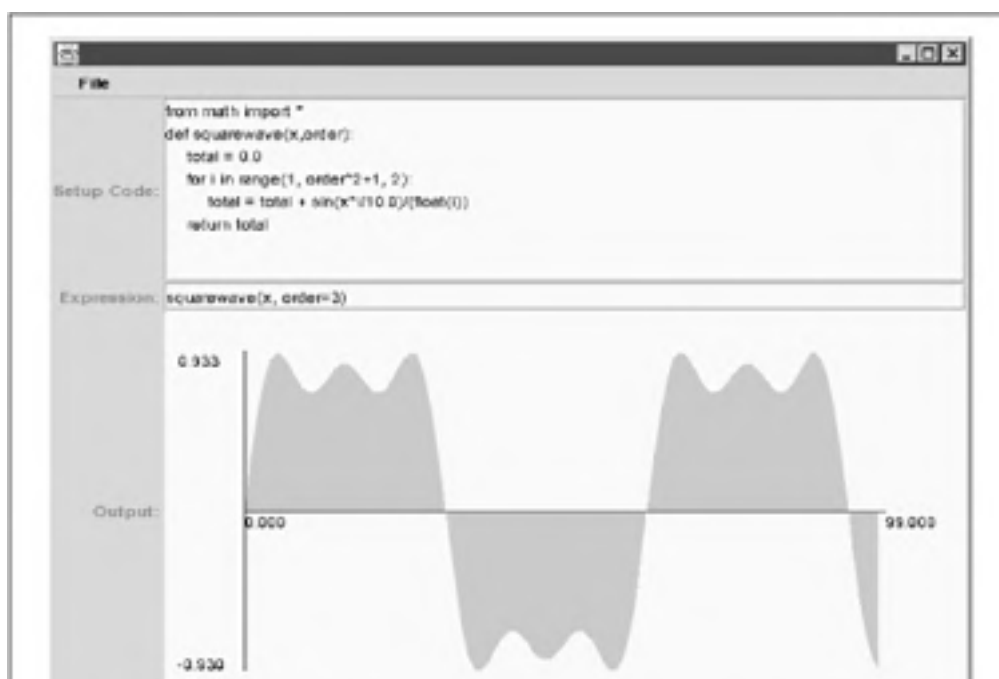 File
Setup Code:
from math import *
def squarewave(x,order):
total = 0.0
for i in range(1, order*2+1, 2):
total = total + sin(x*i/10.0)/(float(i))
return total
Expression:
squarewave(x, order=3)
Output:
0.933
0.000
99.000
-0.930